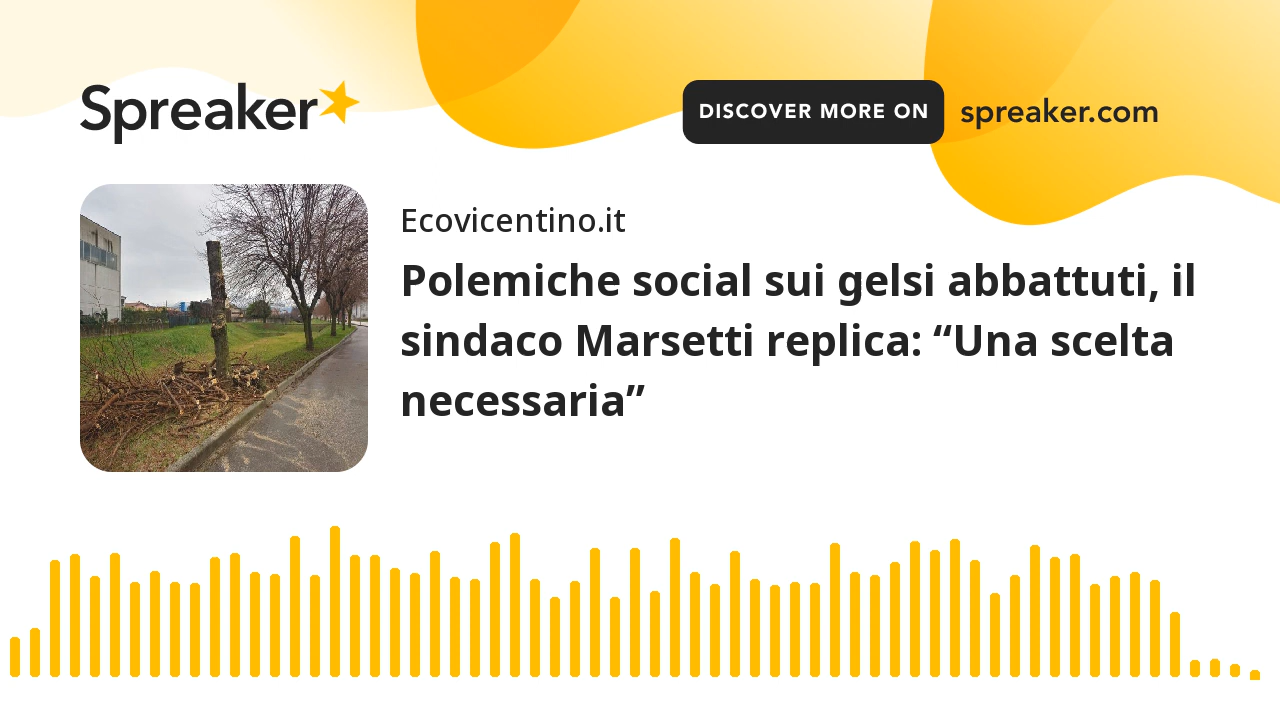 Spreaker
DISCOVER MORE ON spreaker.com
Ecovicentino.it
Polemiche social sui gelsi abbattuti, il
sindaco Marsetti replica: “Una scelta
necessaria”